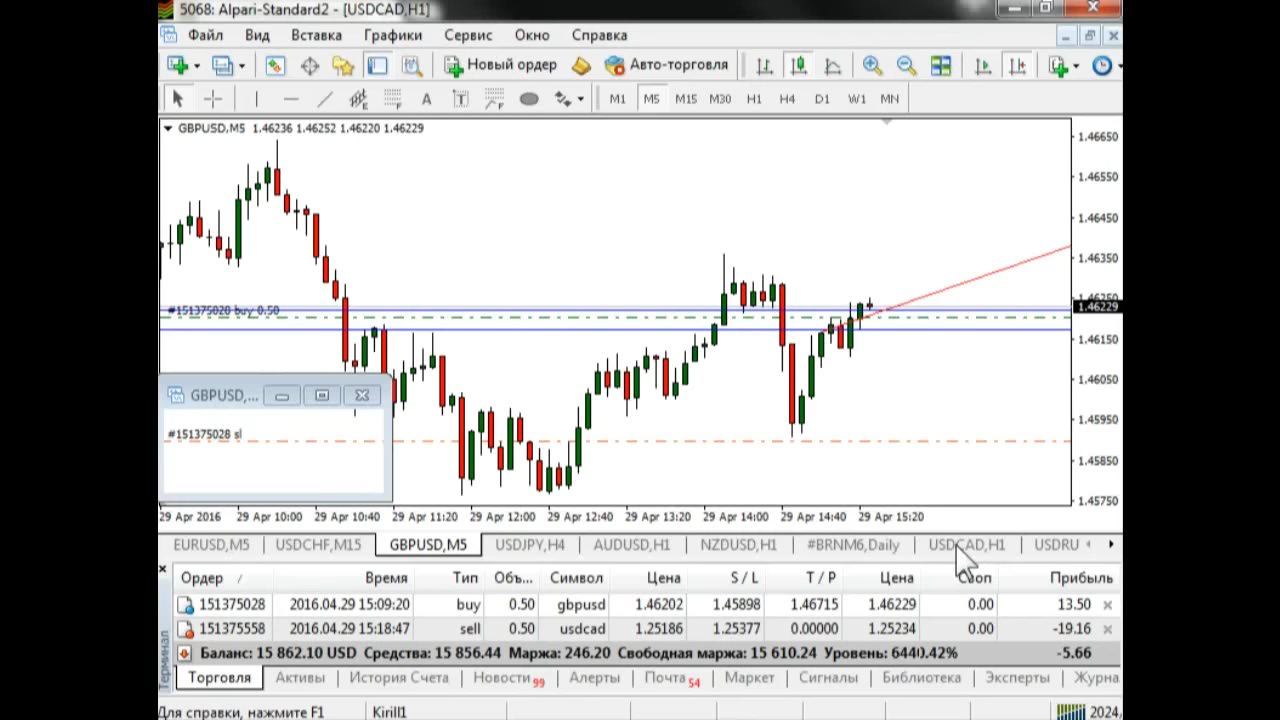 5068: Alpari-Standard2 - [USDCAD,H1]
Файл Вид Вставка Графики Сервис Окно Справка
Новый ордер Авто-торговля
A T M1 M5 M15 M30 H1 H4 D1 W1 MN
GBPUSD,M5 1.46236 1.46252 1.46220 1.46229
1.46650
1.46550
1.46450
1.46350
1.46250
#151375028 buy 0.50
1.46229
1.46150
1.46050
GBPUSD,...
1.45950
#151375028 sl
1.45850
1.45750
29 Apr 2016 29 Apr 10:00 29 Apr 10:40 29 Apr 11:20 29 Apr 12:00 29 Apr 12:40 29 Apr 13:20 29 Apr 14:00 29 Apr 14:40 29 Apr 15:20
EURUSD,M5 USDCHF,M15 GBPUSD,M5 USDJPY,H4 AUDUSD,H1 NZDUSD,H1 #BRNM6,Daily USDCAD,H1 USDRU
Ордер / Время Тип Объ... Символ Цена S / L T / P Цена Своп Прибыль
151375028 2016.04.29 15:09:20 buy 0.50 gbpusd 1.46202 1.45898 1.46715 1.46229 0.00 13.50
151375558 2016.04.29 15:18:47 sell 0.50 usdcad 1.25186 1.25377 0.00000 1.25234 0.00 -19.16
Баланс: 15 862.10 USD Средства: 15 856.44 Маржа: 246.20 Свободная маржа: 15 610.24 Уровень: 6440.42% -5.66
Терминал
Торговля Активы История Счета Новости 99 Алерты Почта 54 Маркет Сигналы Библиотека Эксперты Журна
Для справки, нажмите F1 Kirill1 2024,